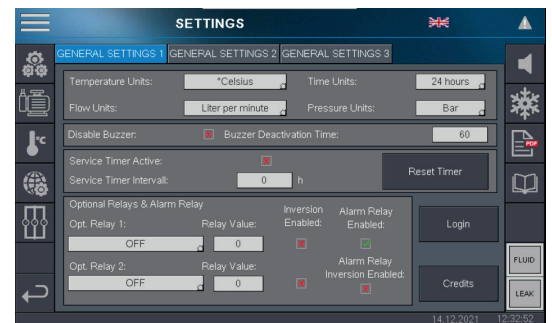 SETTINGS
GENERAL SETTINGS 1 GENERAL SETTINGS 2 GENERAL SETTINGS 3
Temperature Units: °Celsius Time Units: 24 hours
Flow Units: Liter per minute Pressure Units: Bar
°C
Disable Buzzer: Buzzer Deactivation Time: 60
PDF
Service Timer Active:
Service Timer Intervall: 0 h
Reset Timer
Optional Relays & Alarm Relay
Opt. Relay 1: Relay Value: Inversion Enabled: Alarm Relay Enabled:
OFF 0
Login
Opt. Relay 2: Relay Value: Alarm Relay Inversion Enabled:
OFF 0
Credits
FLUID
LEAK
14.12.2021 12:32:52